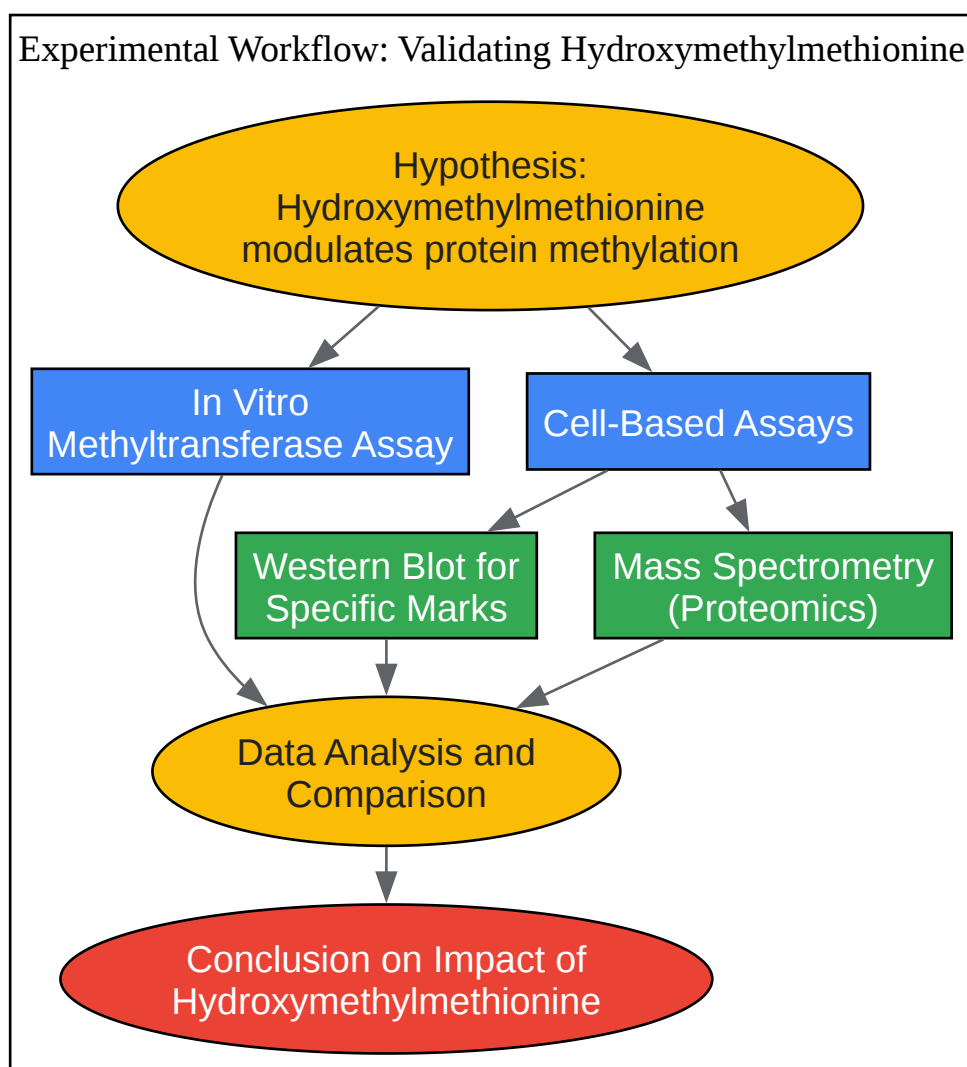 Experimental Workflow: Validating Hydroxymethylmethionine
Hypothesis:
Hydroxymethylmethionine
modulates protein methylation
In Vitro
Methyltransferase Assay
Cell-Based Assays
Western Blot for
Specific Marks
Mass Spectrometry
(Proteomics)
Data Analysis and
Comparison
Conclusion on Impact of
Hydroxymethylmethionine